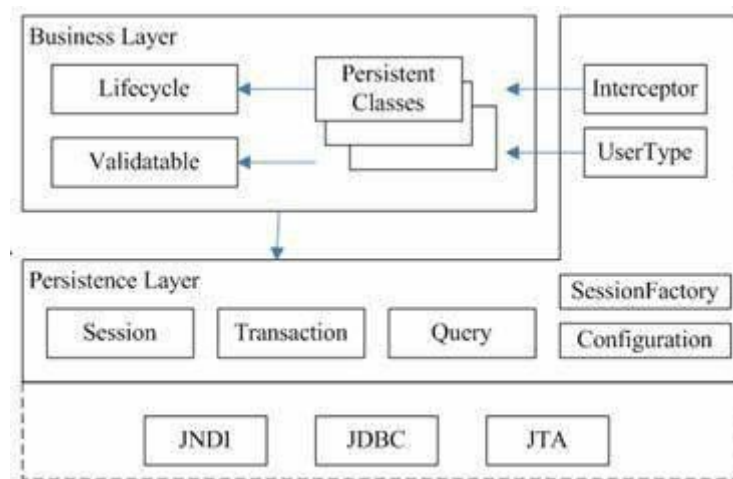 Business Layer
Lifecycle
Persistent
Classes
Interceptor
Validatable
UserType
Persistence Layer
SessionFactory
Session
Transaction
Query
Configuration
JNDI
JDBC
JTA